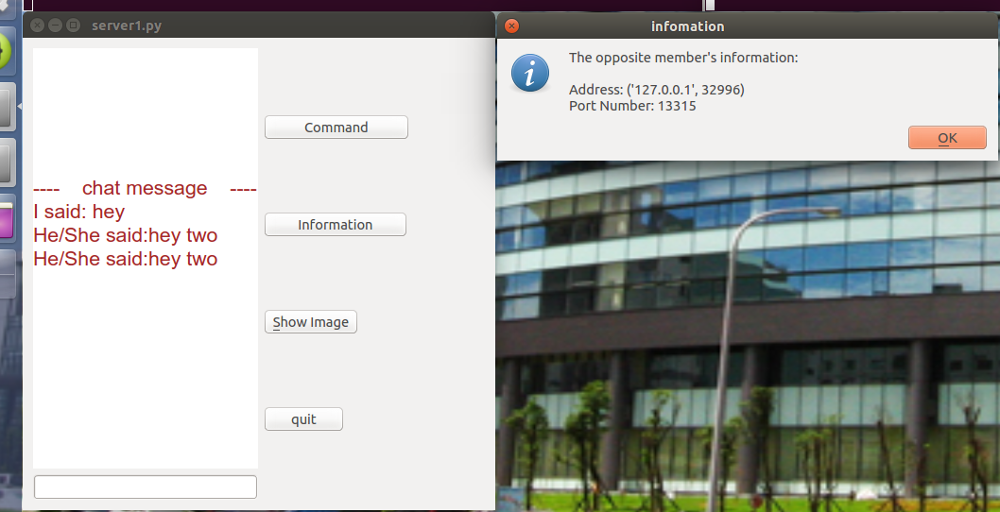 server1.py
---- chat message ----
I said: hey
He/She said:hey two
He/She said:hey two
Command
Information
Show Image
quit
infomation
The opposite member's information:
Address: ('127.0.0.1', 32996)
Port Number: 13315
OK